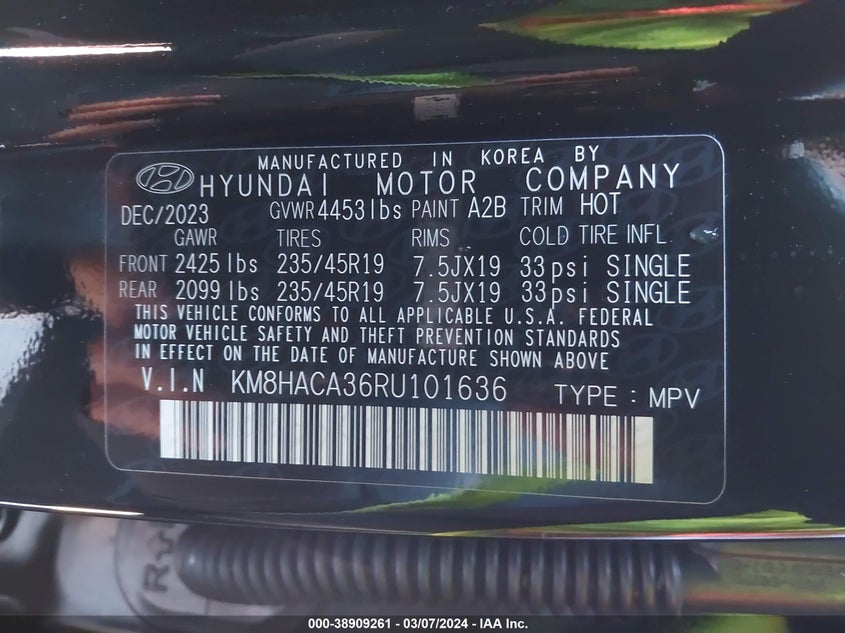 MANUFACTURED IN KOREA BY
HYUNDAI MOTOR COMPANY
DEC/2023 GVWR 4453 lbs PAINT A2B TRIM HOT
GAWR TIRES RIMS COLD TIRE INFL.
FRONT 2425 lbs 235/45R19 7.5JX19 33psi SINGLE
REAR 2099 lbs 235/45R19 7.5JX19 33psi SINGLE
THIS VEHICLE CONFORMS TO ALL APPLICABLE U.S.A. FEDERAL
MOTOR VEHICLE SAFETY AND THEFT PREVENTION STANDARDS
IN EFFECT ON THE DATE OF MANUFACTURE SHOWN ABOVE
V.I.N KM8HACA36RU101636 TYPE : MPV
000-38909261 - 03/07/2024 - IAA Inc.